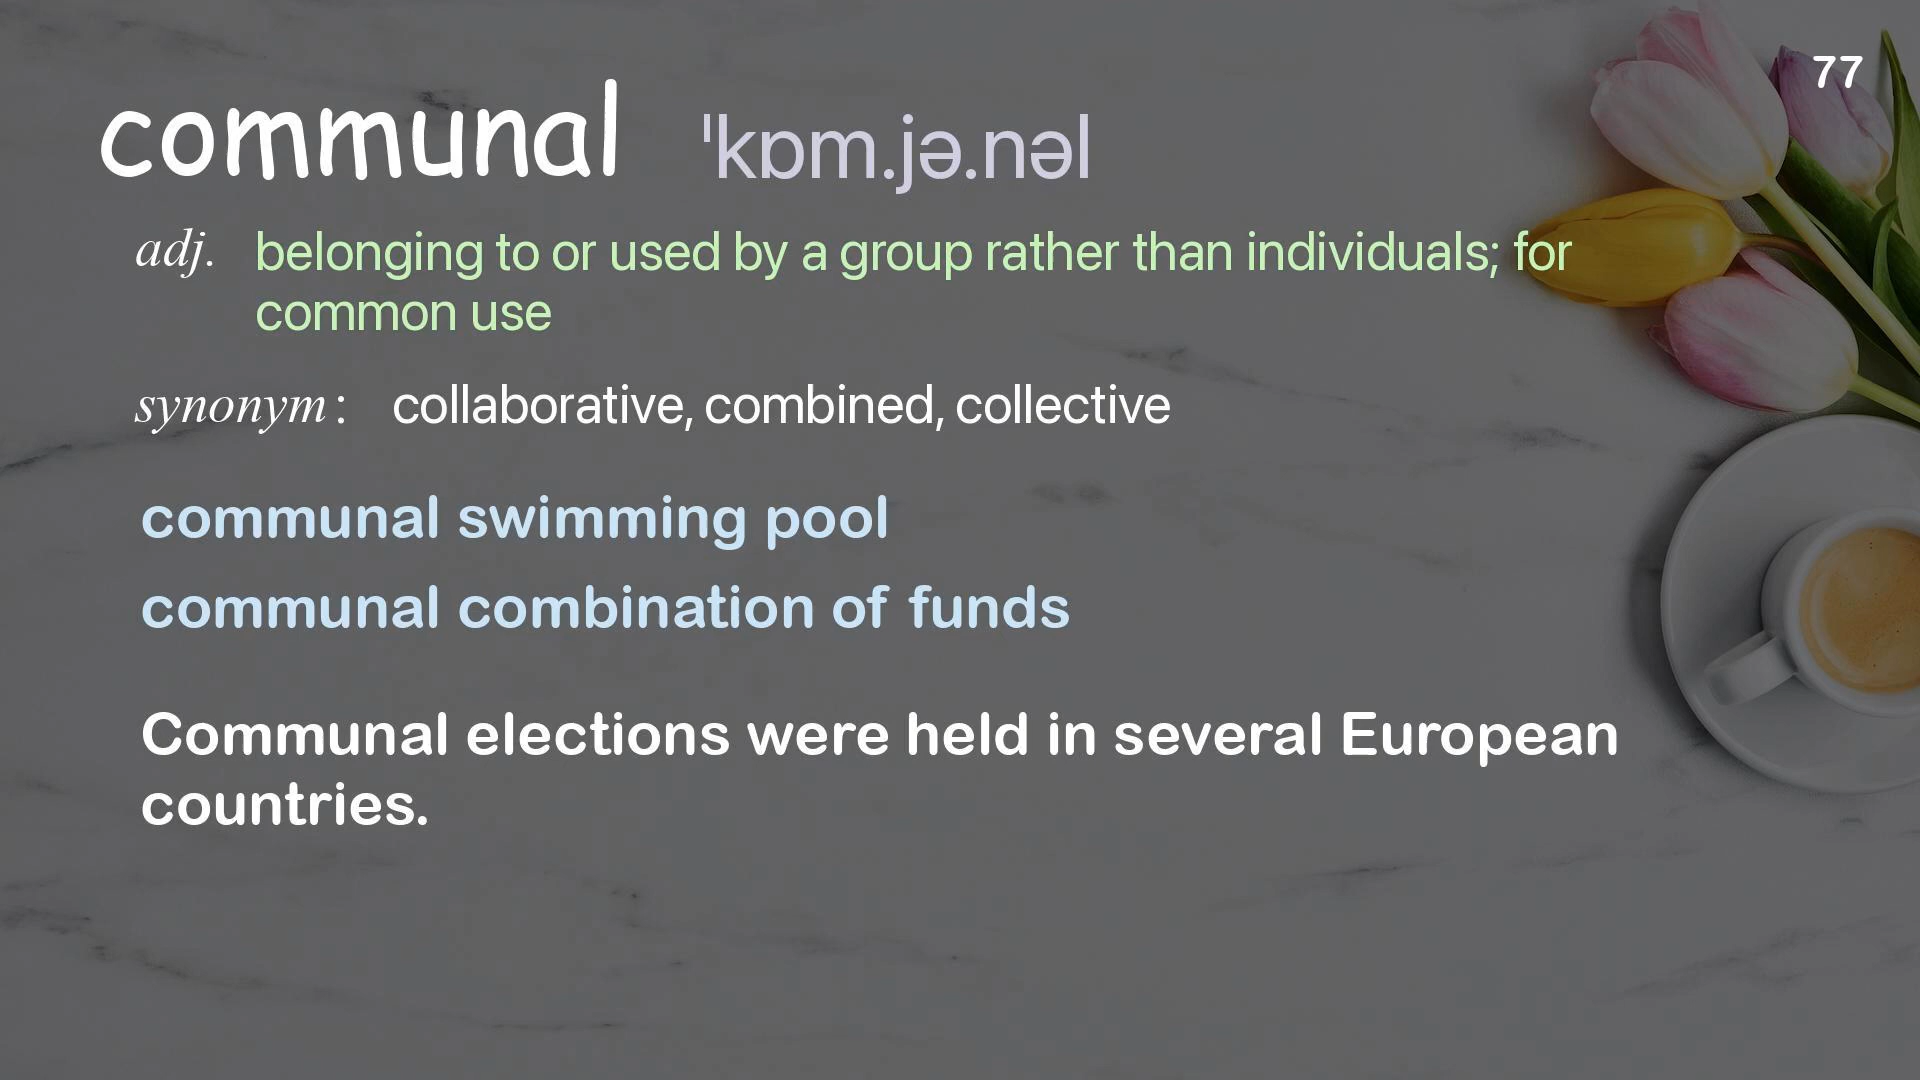 77
communal ˈkɒm.jə.nəl
adj. belonging to or used by a group rather than individuals; for
common use
synonym : collaborative, combined, collective
communal swimming pool
communal combination of funds
Communal elections were held in several European
countries.